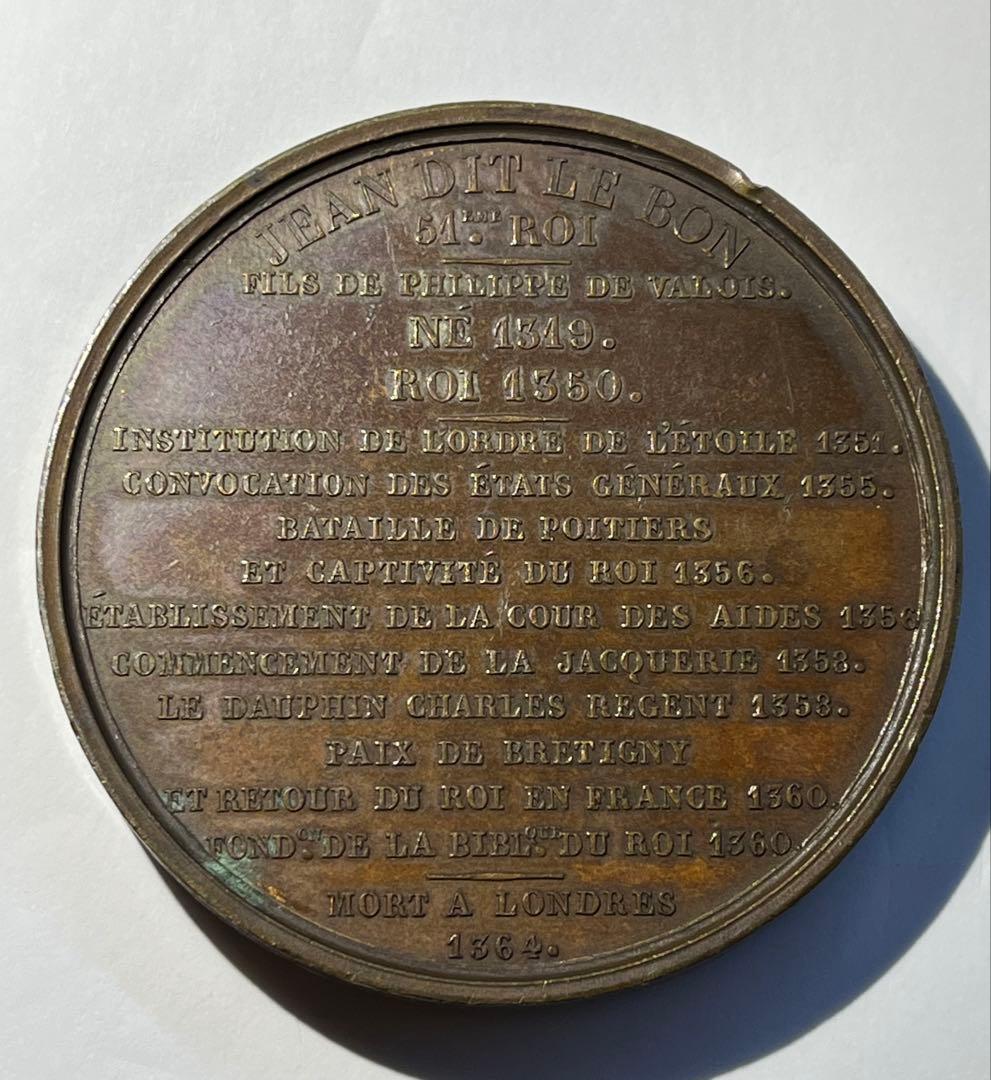 JEAN DIT LE BON
51.EME ROI
FILS DE PHILIPPE DE VALOIS.
NÉ 1319.
ROI 1350.
INSTITUTION DE L'ORDRE DE L'ÉTOILE 1351.
CONVOCATION DES ÉTATS GÉNÉRAUX 1355.
BATAILLE DE POITIERS
ET CAPTIVITÉ DU ROI 1356.
ÉTABLISSEMENT DE LA COUR DES AIDES 1356
COMMENCEMENT DE LA JACQUERIE 1358.
LE DAUPHIN CHARLES REGENT 1358.
PAIX DE BRETIGNY
ET RETOUR DU ROI EN FRANCE 1360.
FOND.ON DE LA BIBL.QUE DU ROI 1360.
MORT A LONDRES
1364.